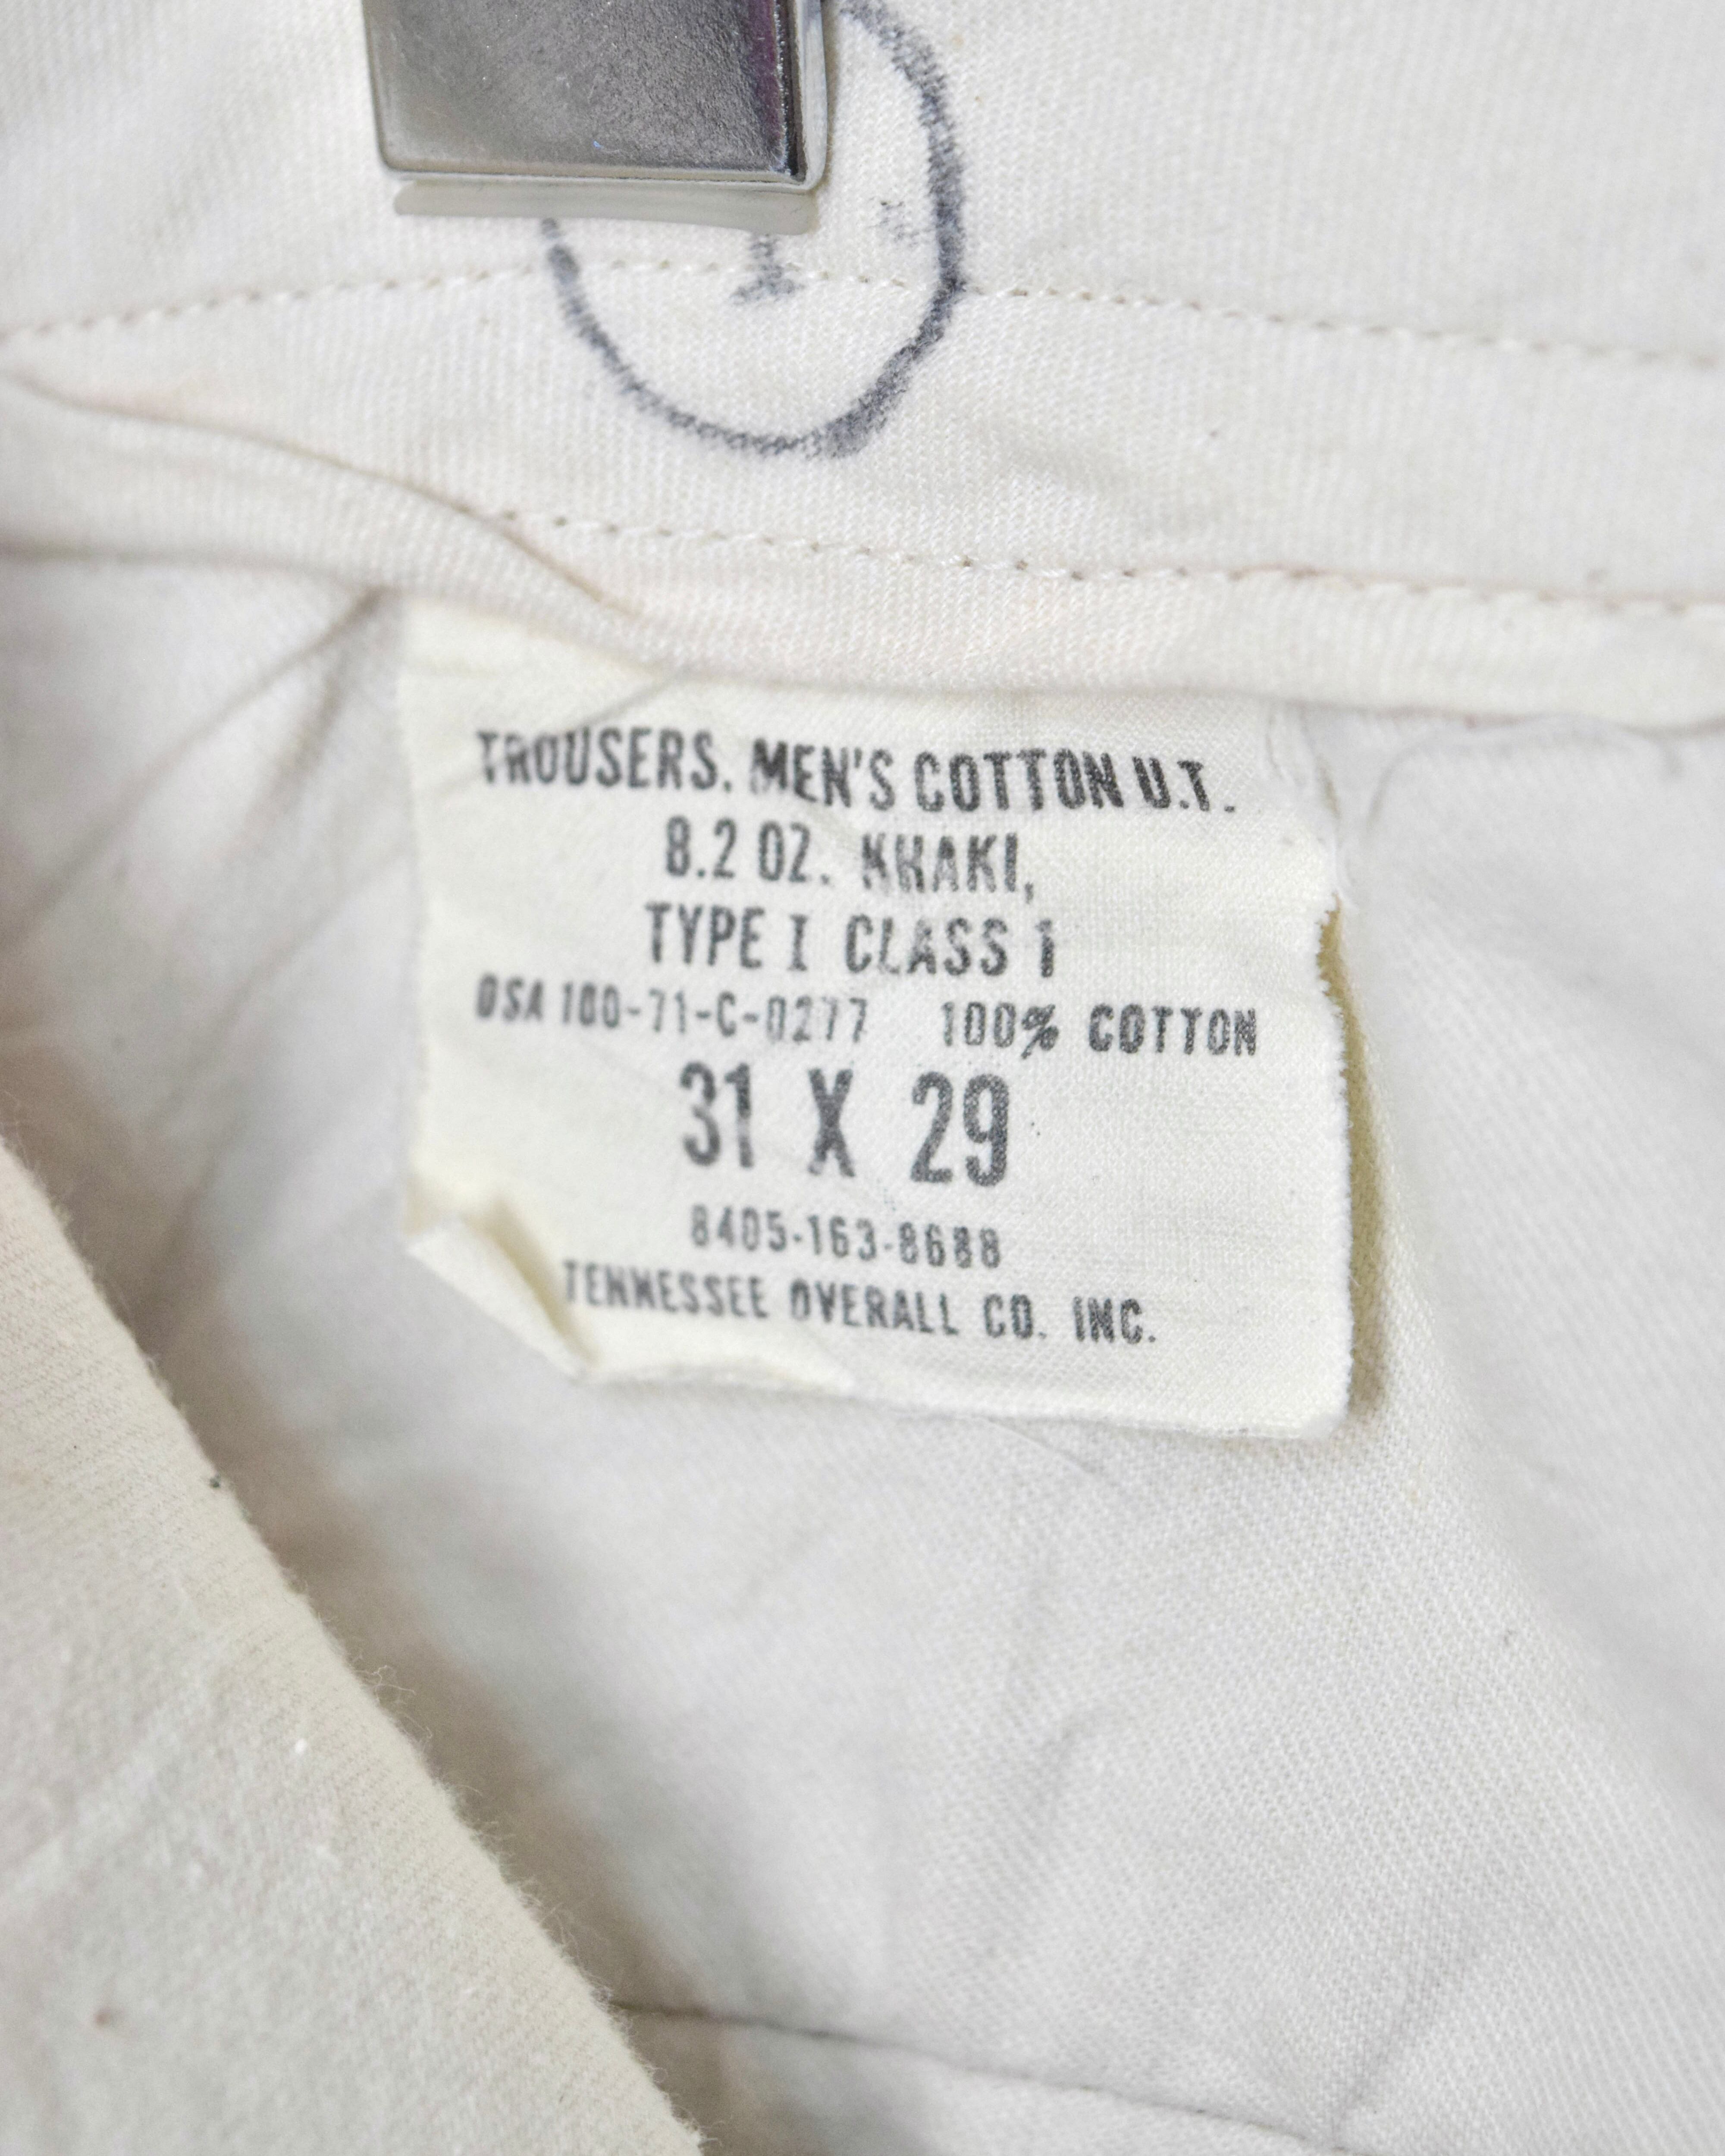 TROUSERS. MEN'S COTTON U.T.
8.2 OZ. KHAKI,
TYPE I CLASS 1
DSA 100-71-C-0277 100% COTTON
31 X 29
8405-163-8688
TENNESSEE OVERALL CO. INC.